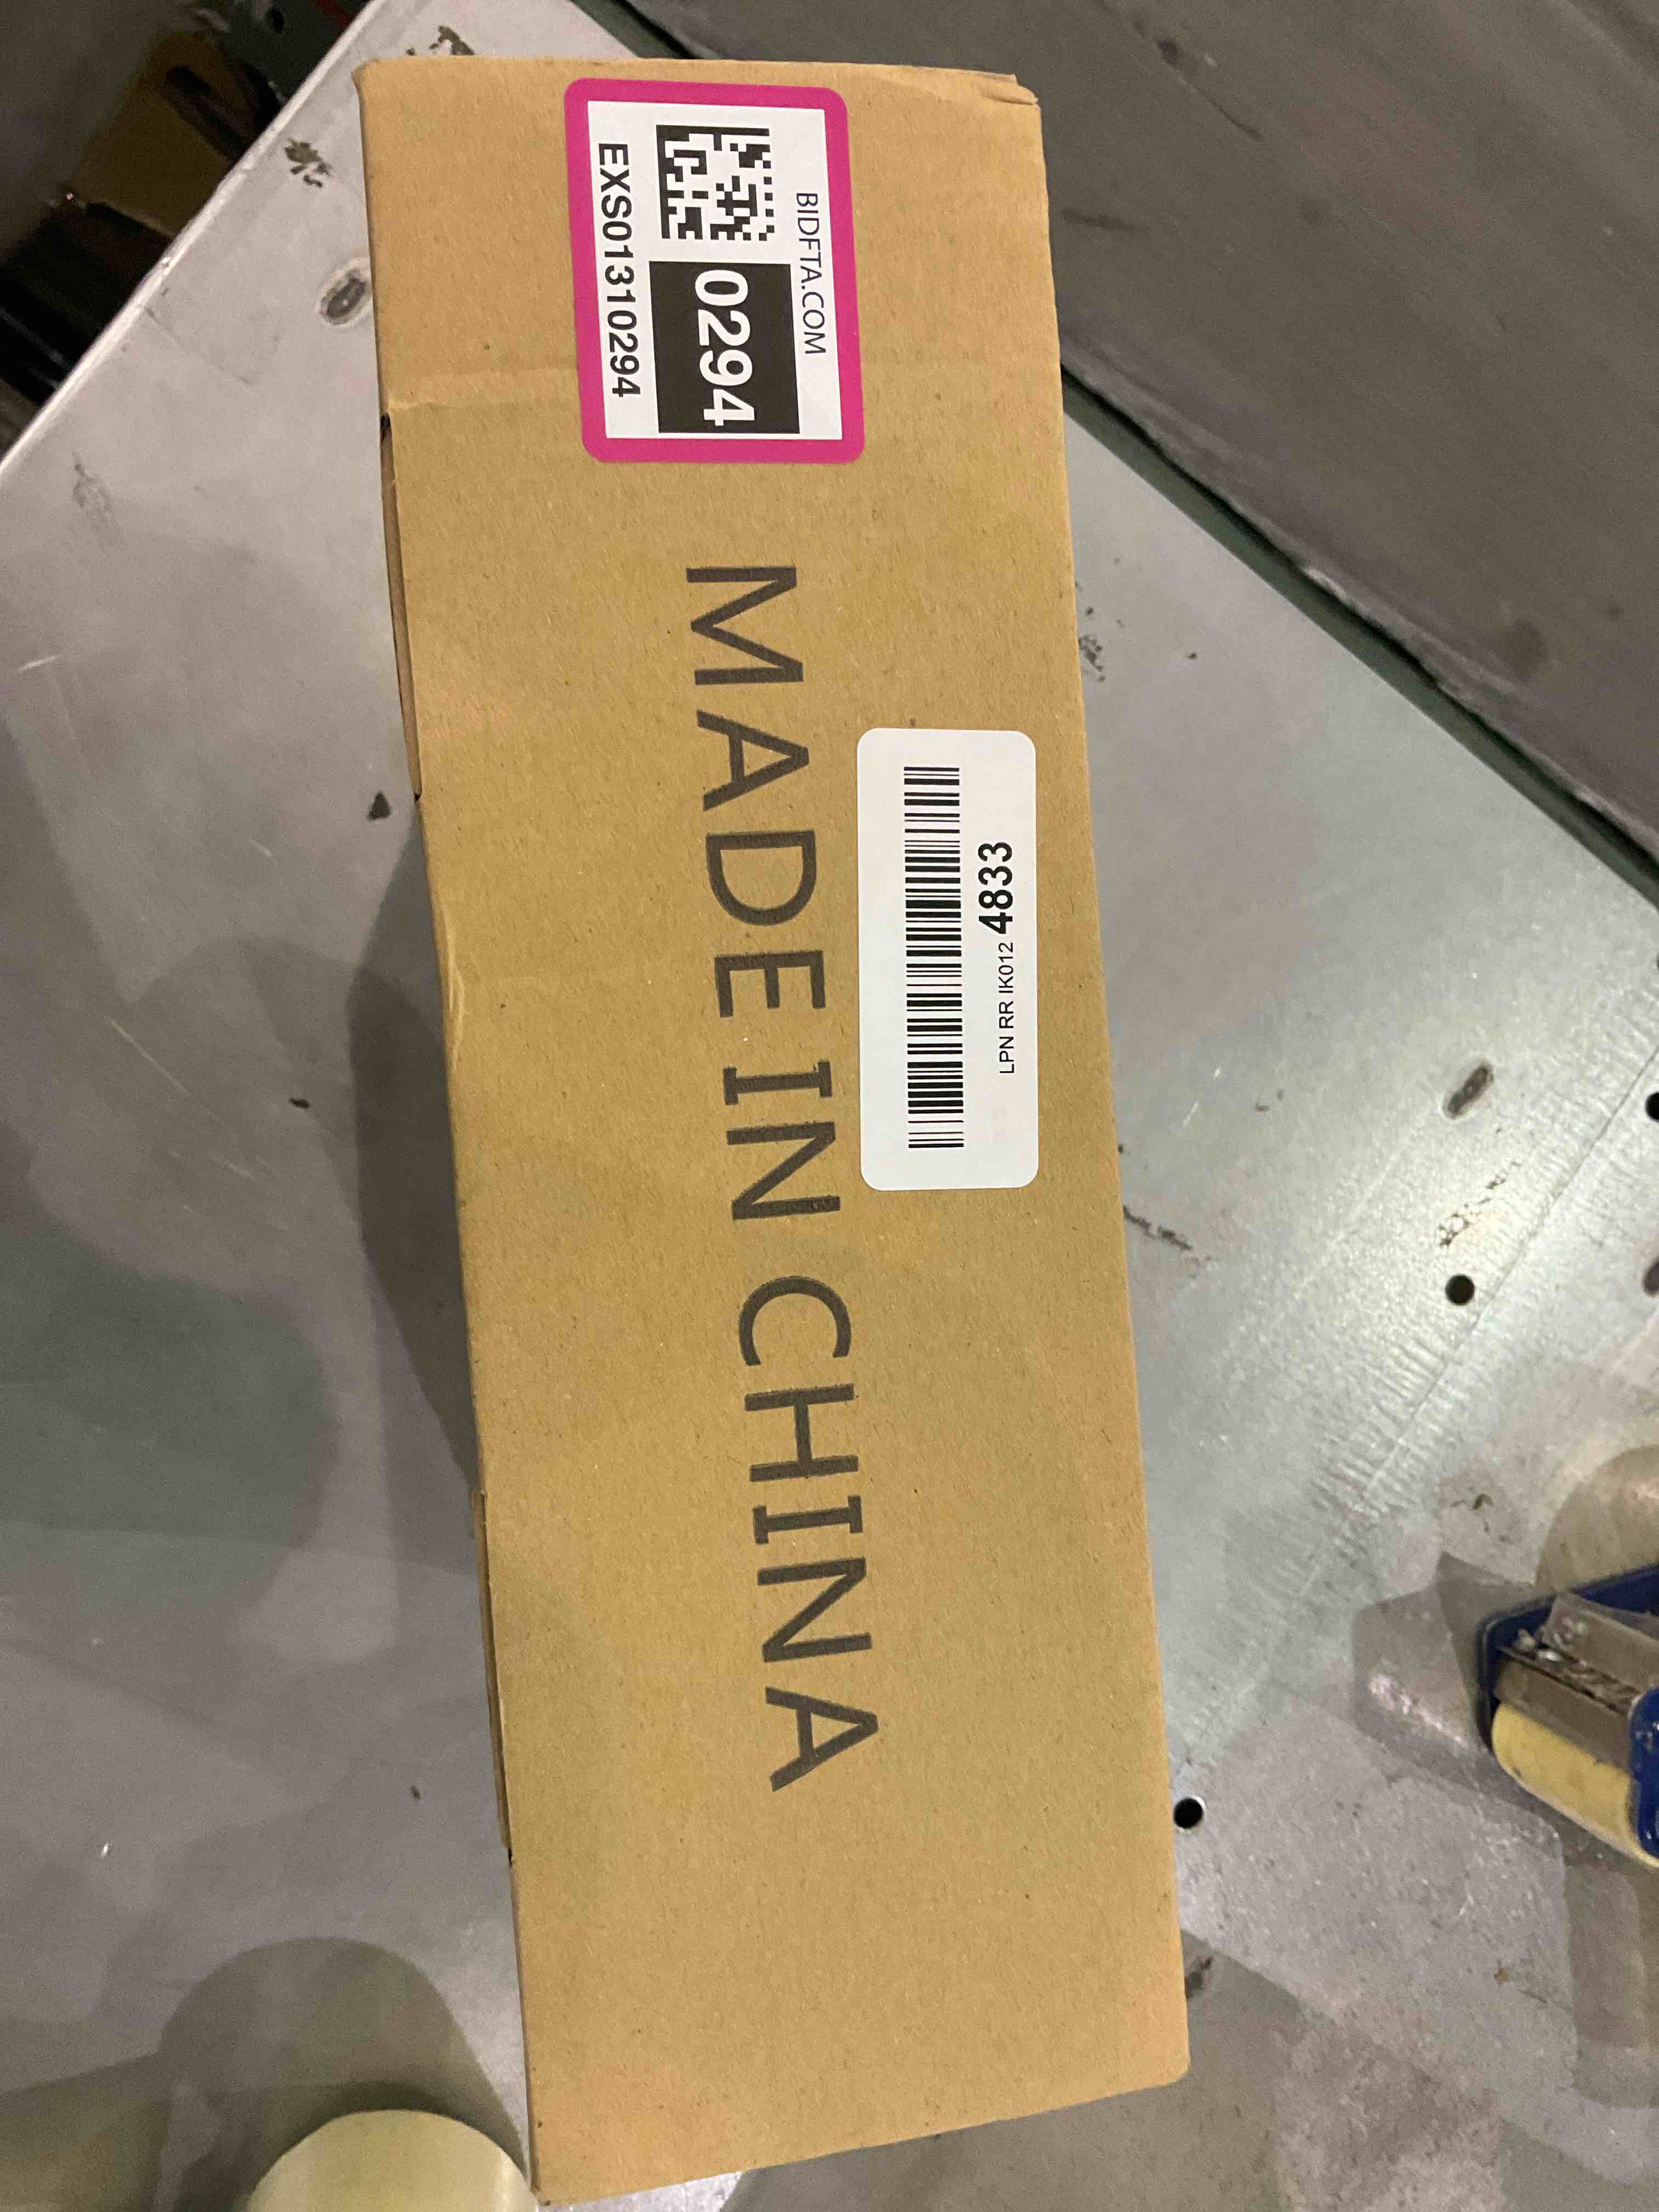 BIDFTA.COM
0294
EXS01310294
MADE IN CHINA
LPN RR IK012 4833